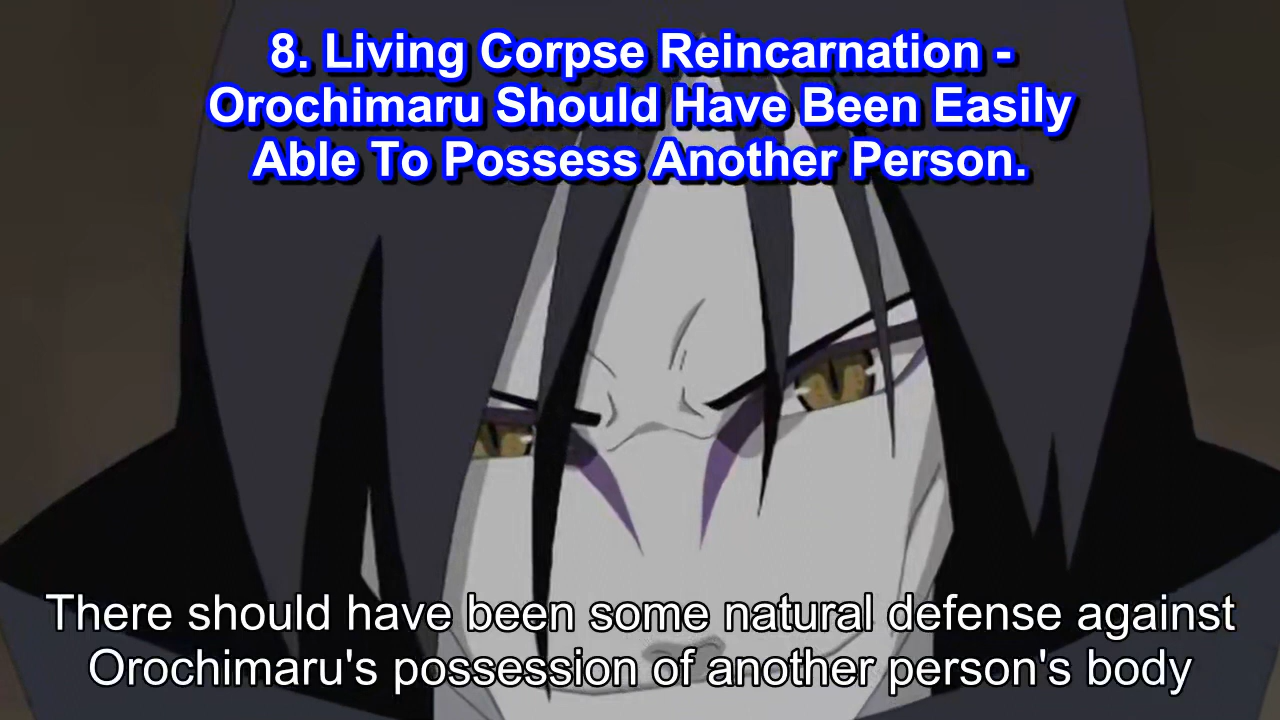 8. Living Corpse Reincarnation -
Orochimaru Should Have Been Easily
Able To Possess Another Person.
There should have been some natural defense against
Orochimaru's possession of another person's body